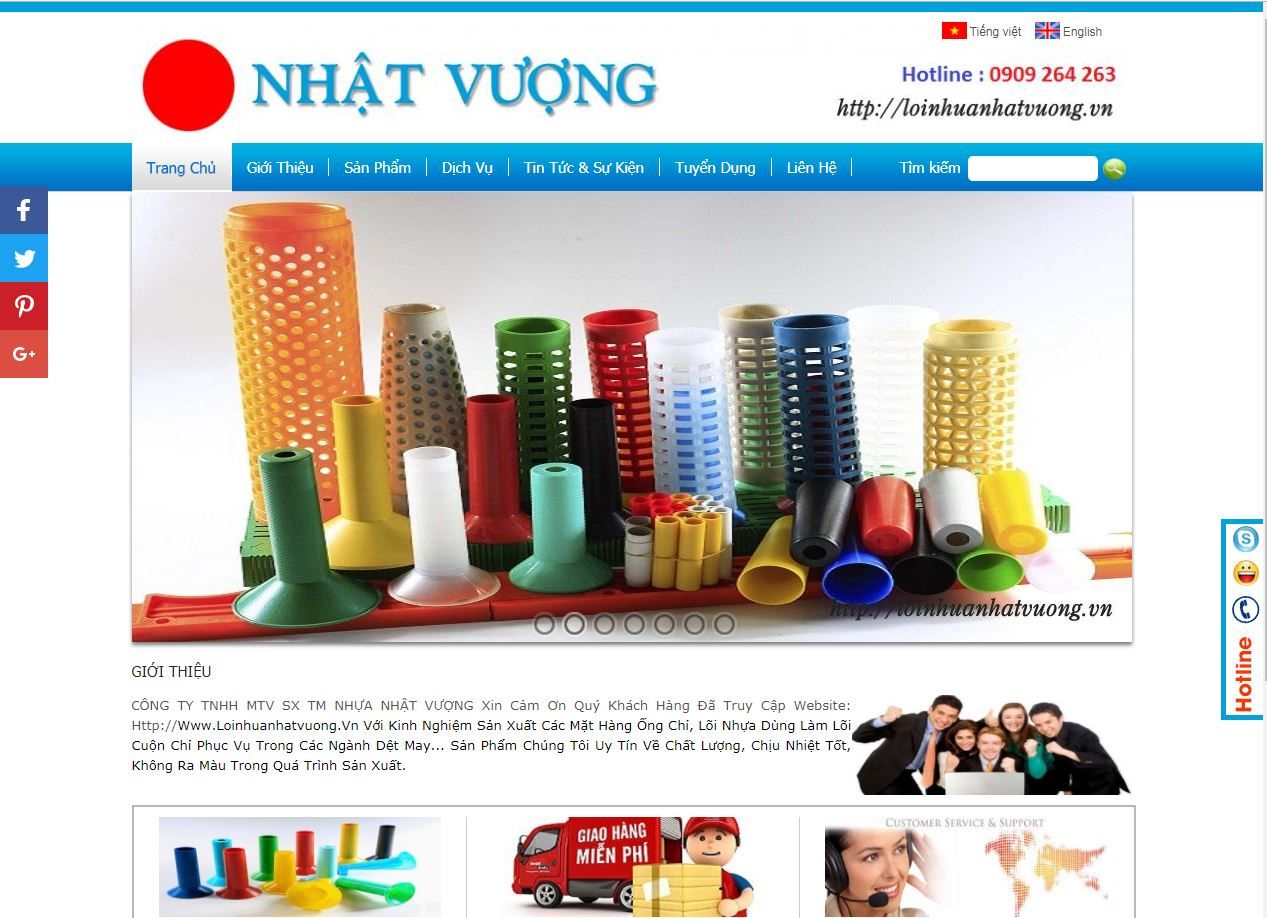 Tiếng việt English
NHẬT VƯỢNG
Hotline : 0909 264 263
http://loinhuanhatvuong.vn
Trang Chủ Giới Thiệu Sản Phẩm Dịch Vụ Tin Tức & Sự Kiện Tuyển Dụng Liên Hệ Tìm kiếm
f
G+
S
Hotline
http://loinhuanhatvuong.vn
GIỚI THIỆU
CÔNG TY TNHH MTV SX TM NHỰA NHẬT VƯỢNG Xin Cảm Ơn Quý Khách Hàng Đã Truy Cập Website:
Http://Www.Loinhuanhatvuong.Vn Với Kinh Nghiệm Sản Xuất Các Mặt Hàng Ống Chỉ, Lõi Nhựa Dùng Làm Lõi
Cuộn Chỉ Phục Vụ Trong Các Ngành Dệt May... Sản Phẩm Chúng Tôi Uy Tín Về Chất Lượng, Chịu Nhiệt Tốt,
Không Ra Màu Trong Quá Trình Sản Xuất.
GIAO HÀNG
MIỄN PHÍ
CUSTOMER SERVICE & SUPPORT